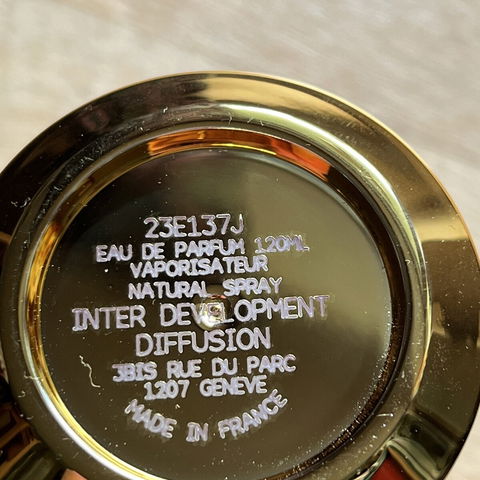 23E137J
EAU DE PARFUM 120ML
VAPORISATEUR
NATURAL SPRAY
INTER DEVELOPMENT
DIFFUSION
3BIS RUE DU PARC
1207 GENEVE
MADE IN FRANCE